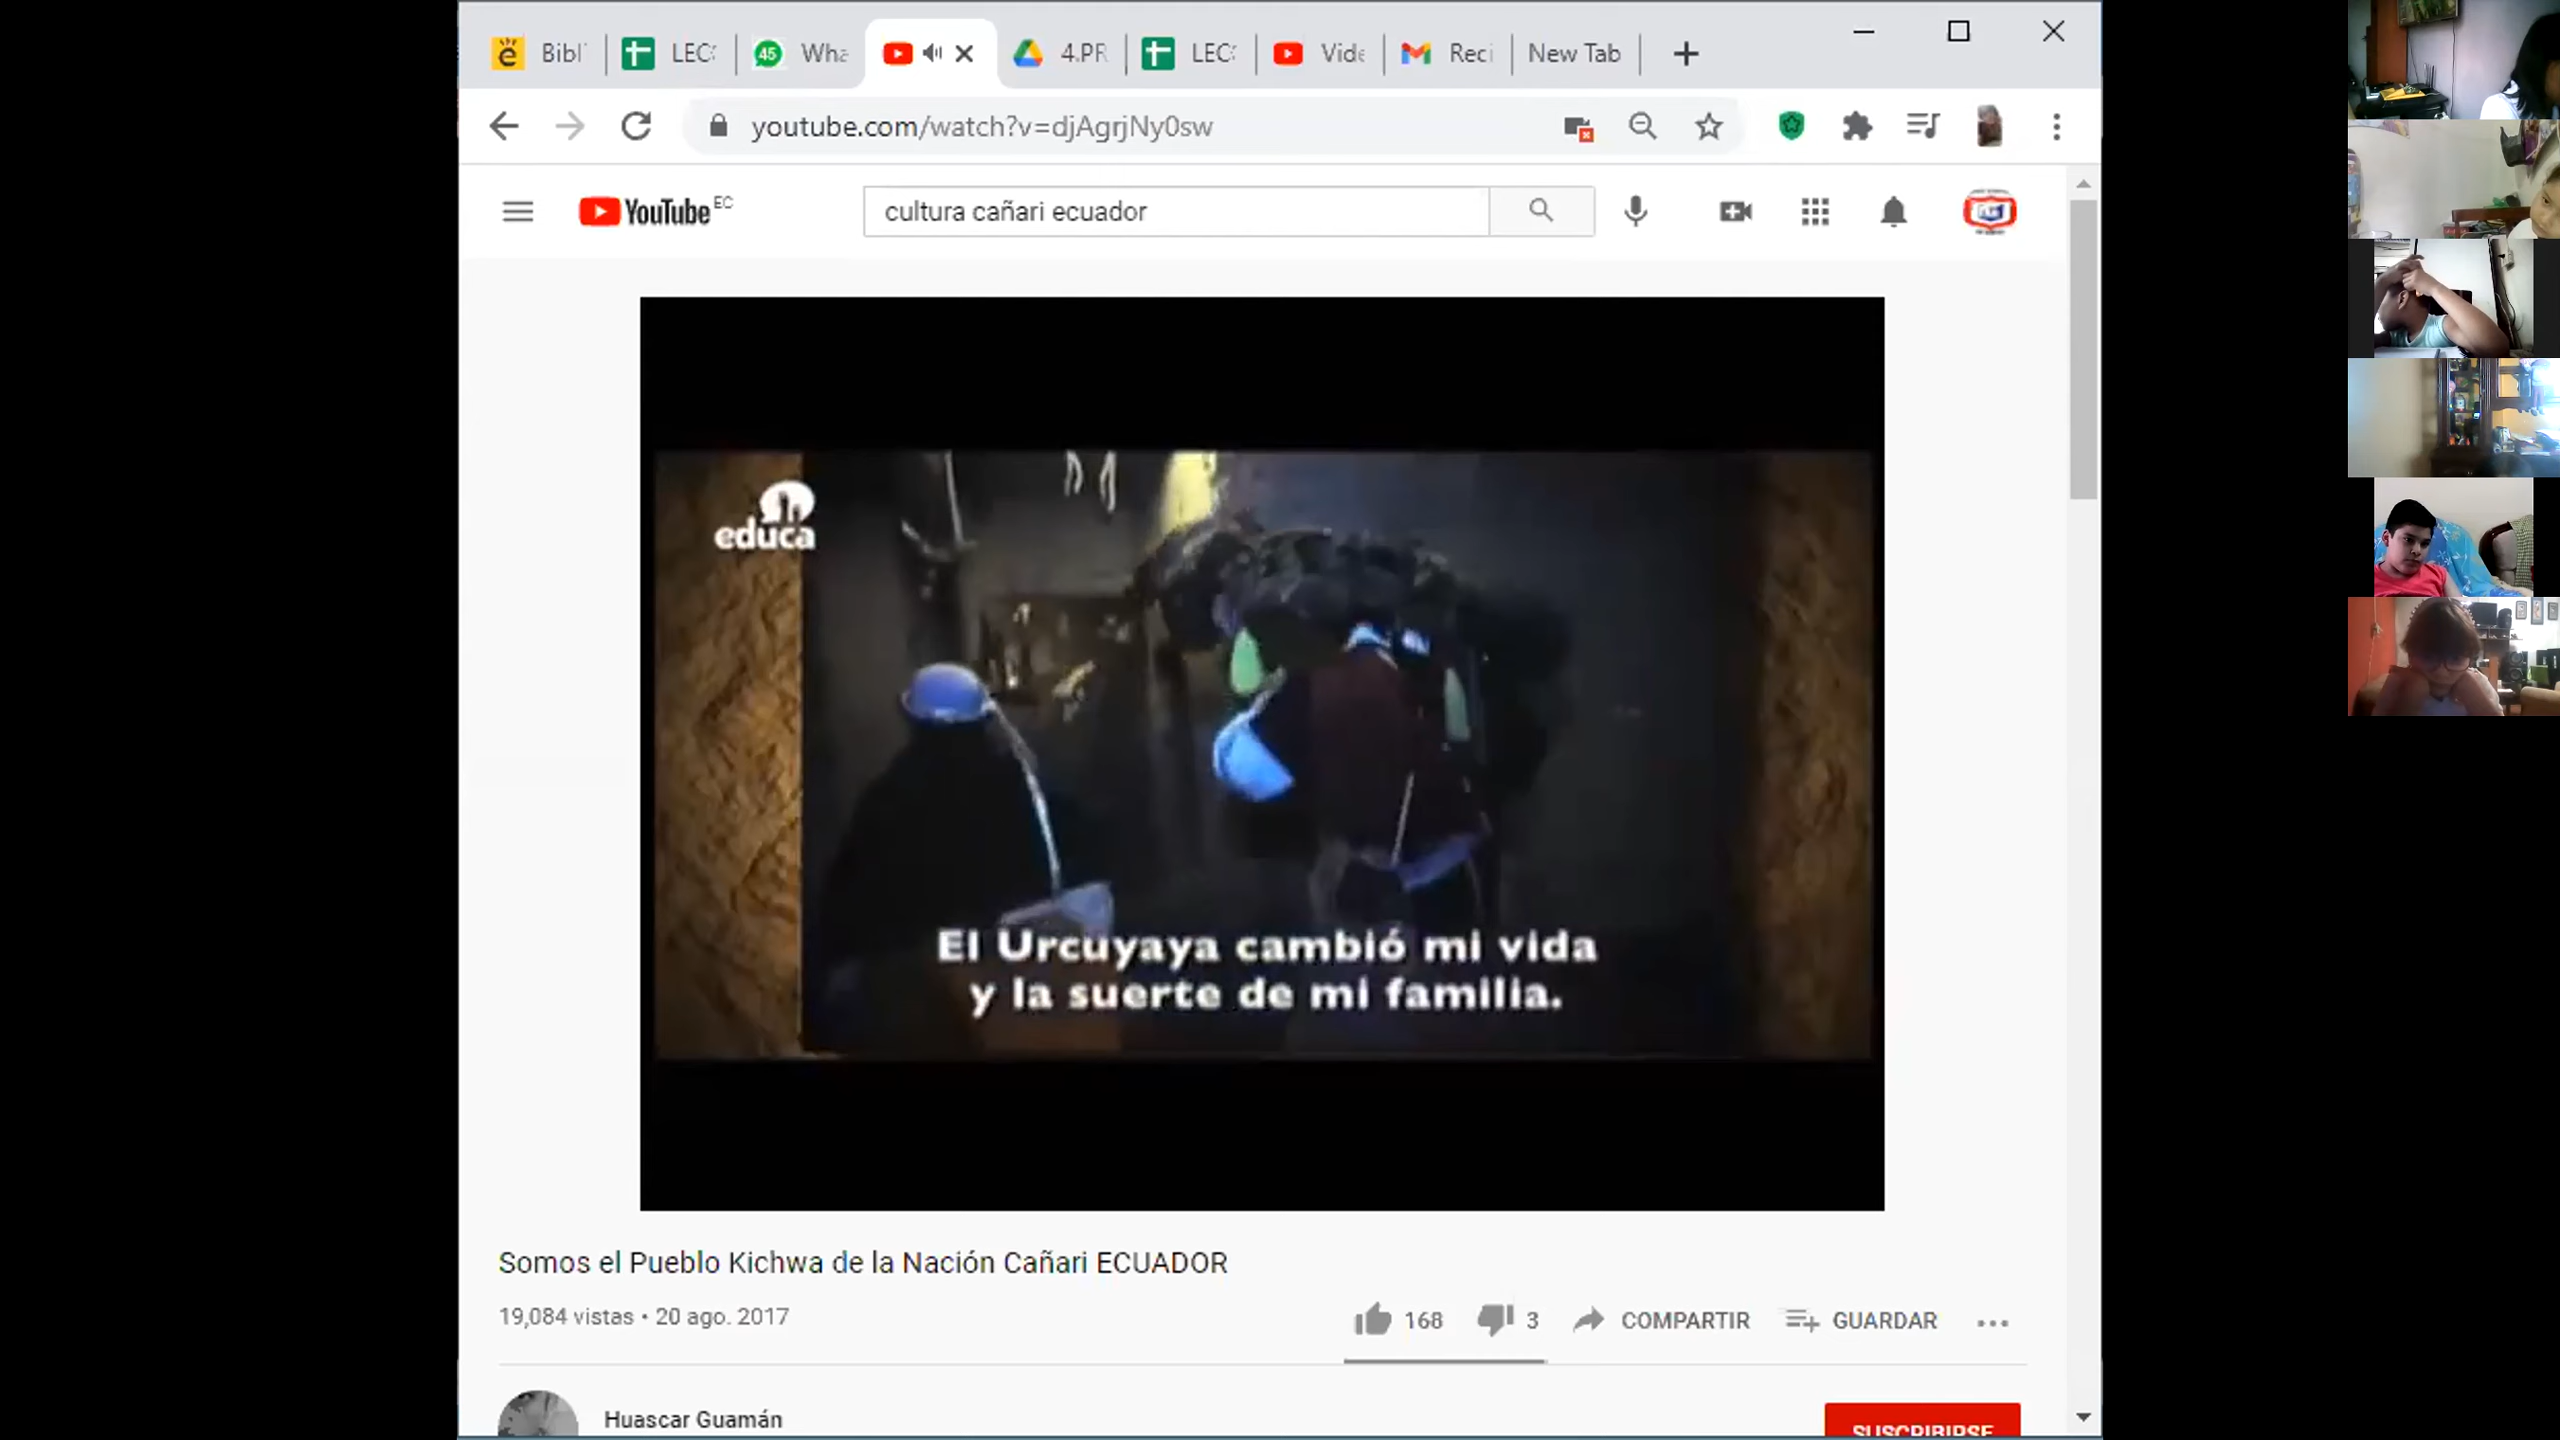 Bibl
LEC
45
Wha
4.PR
LEC
Vide
Reci
New Tab
youtube.com/watch?v=djAgrjNy0sw
YouTube EC
cultura cañari ecuador
educa
El Urcuyaya cambió mi vida
y la suerte de mi familia.
Somos el Pueblo Kichwa de la Nación Cañari ECUADOR
19,084 vistas • 20 ago. 2017
168
3
COMPARTIR
GUARDAR
Huascar Guamán
SUSCRIBIRSE